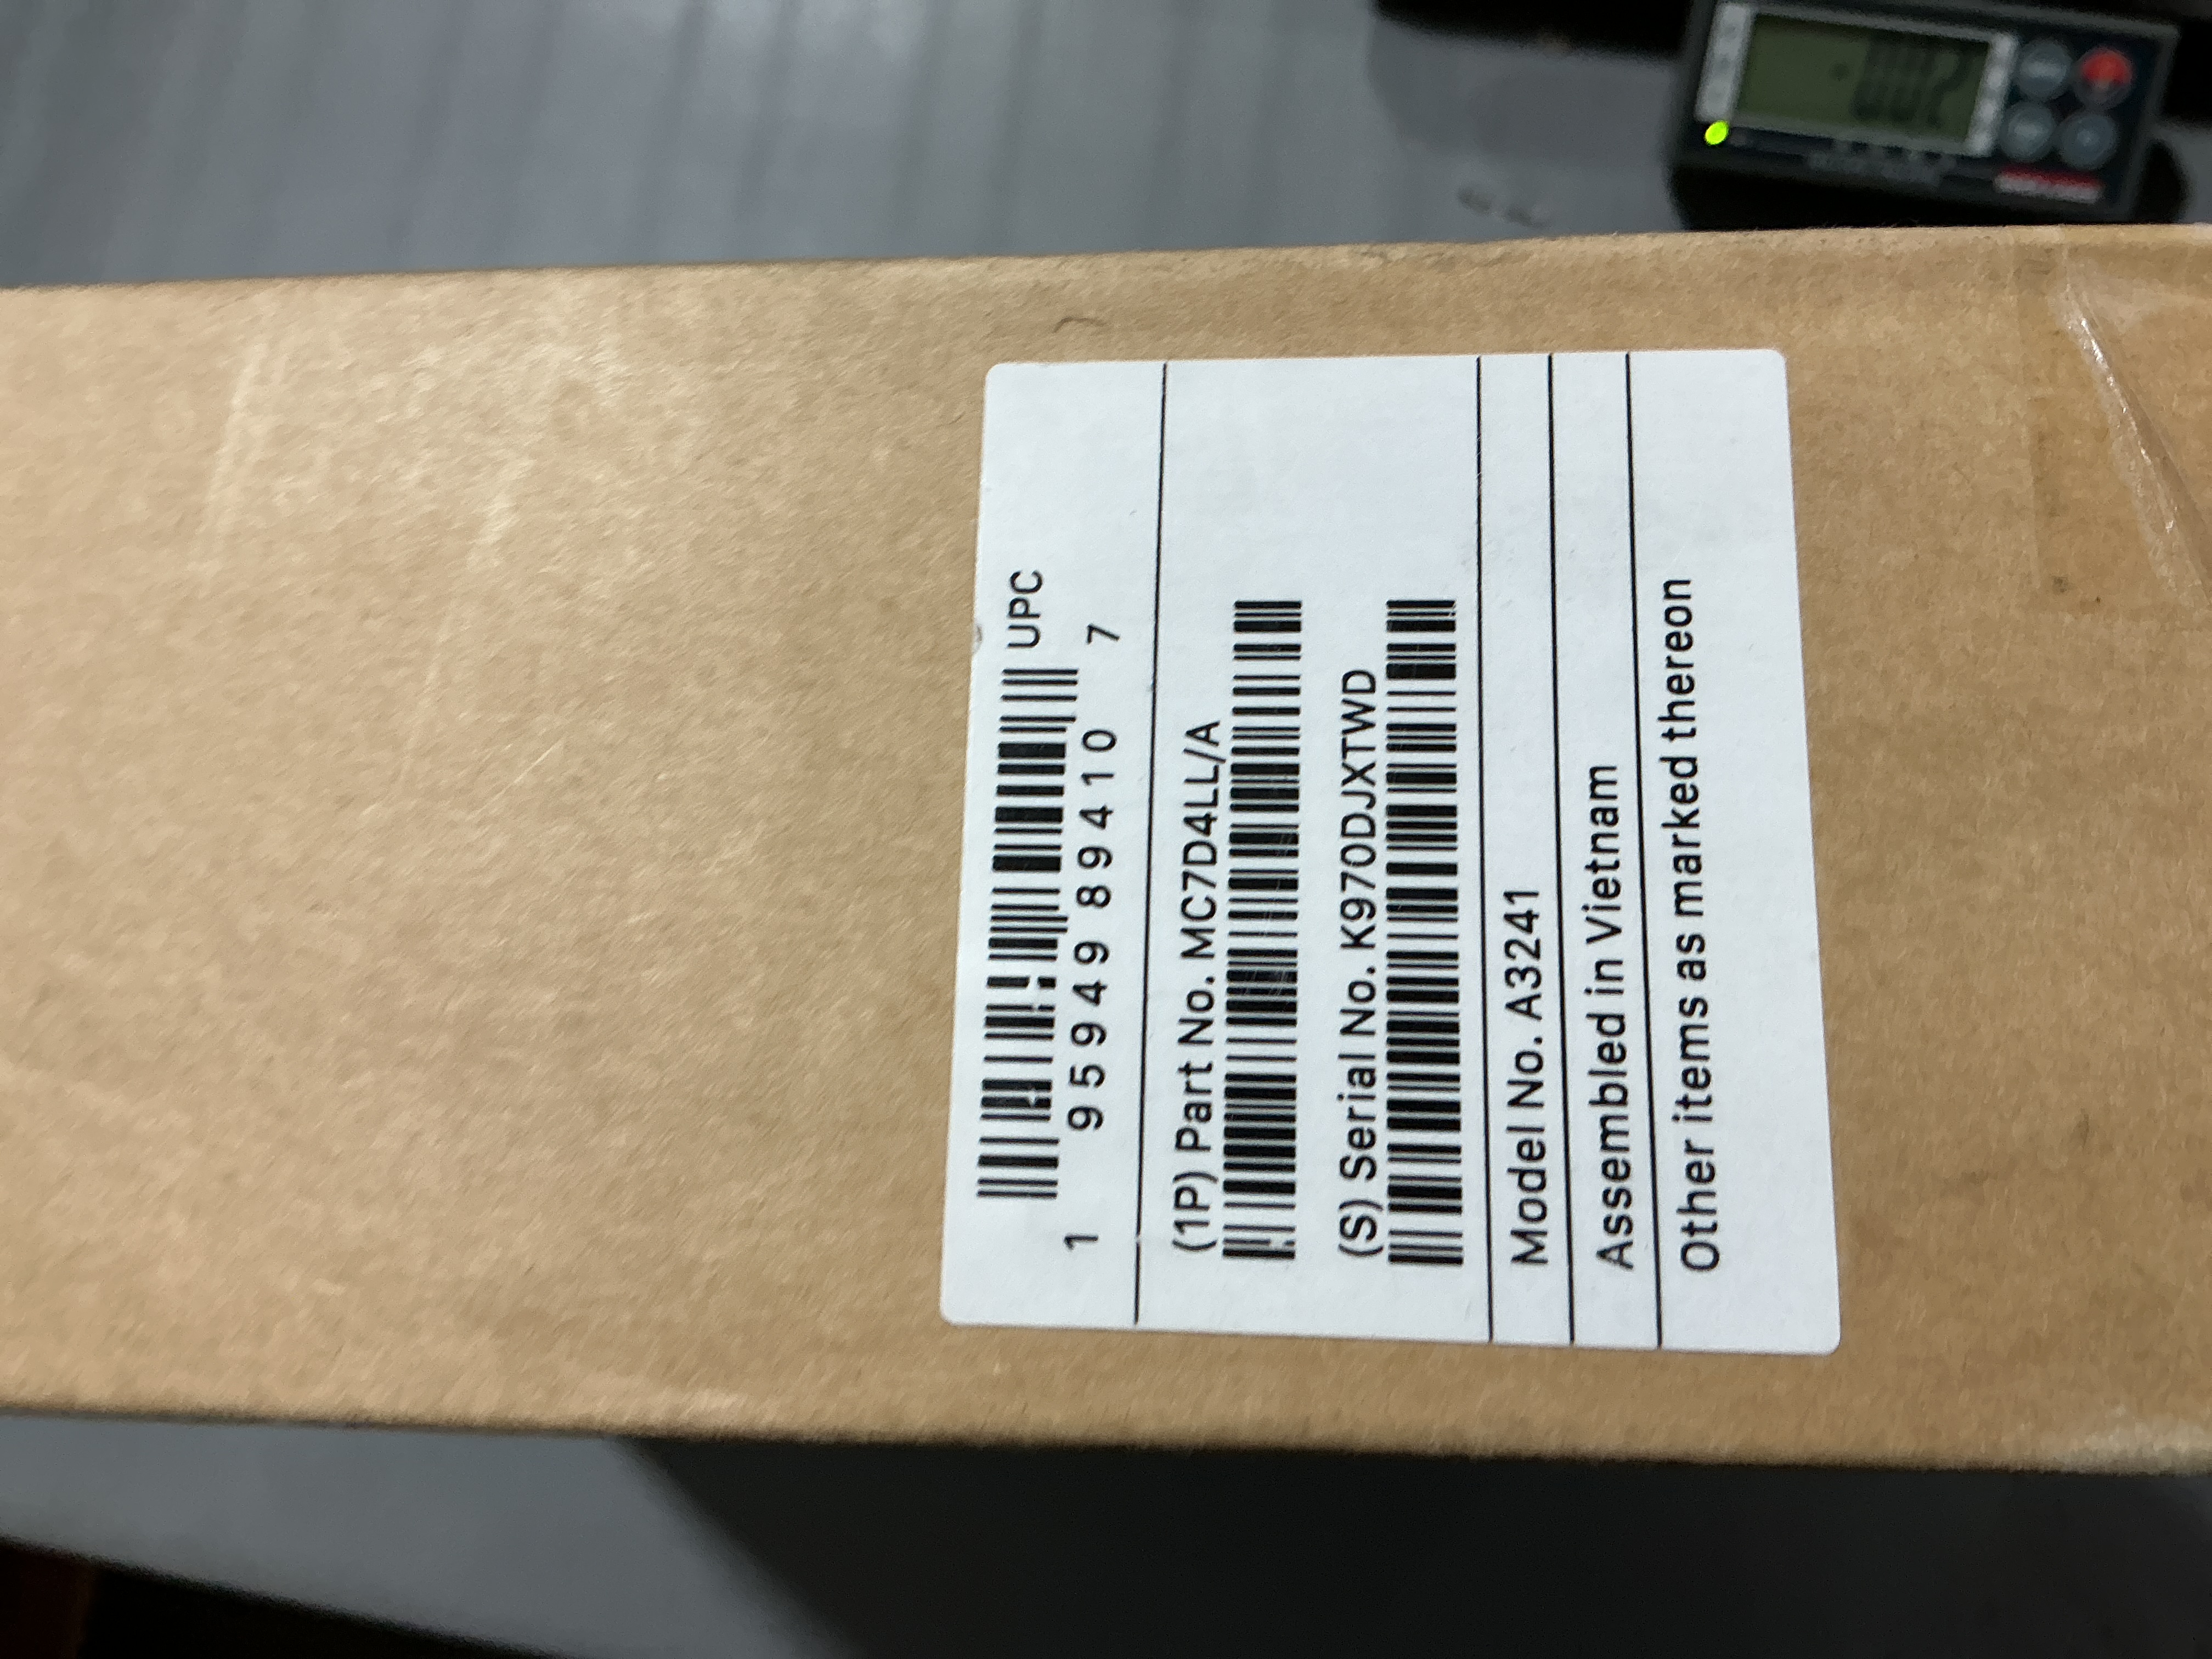 UPC
1 95949 89410 7
(1P) Part No. MC7D4LL/A
(S) Serial No. K970DJXTWD
Model No. A3241
Assembled in Vietnam
Other items as marked thereon